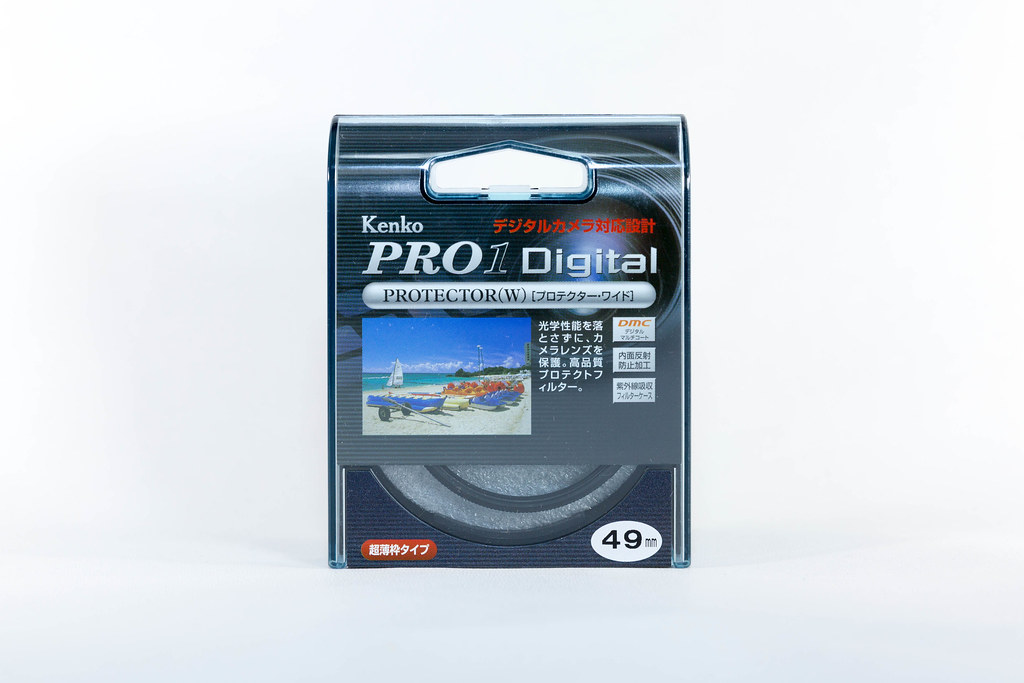 Kenko
デジタルカメラ対応設計
PRO1 Digital
PROTECTOR(W) [プロテクター・ワイド]
光学性能を落
とさずに、カ
メラレンズを
保護。高品質
プロテクトフ
ィルター。
DMC
デジタル
マルチコート
内面反射
防止加工
紫外線吸収
フィルターケース
超薄枠タイプ
49mm